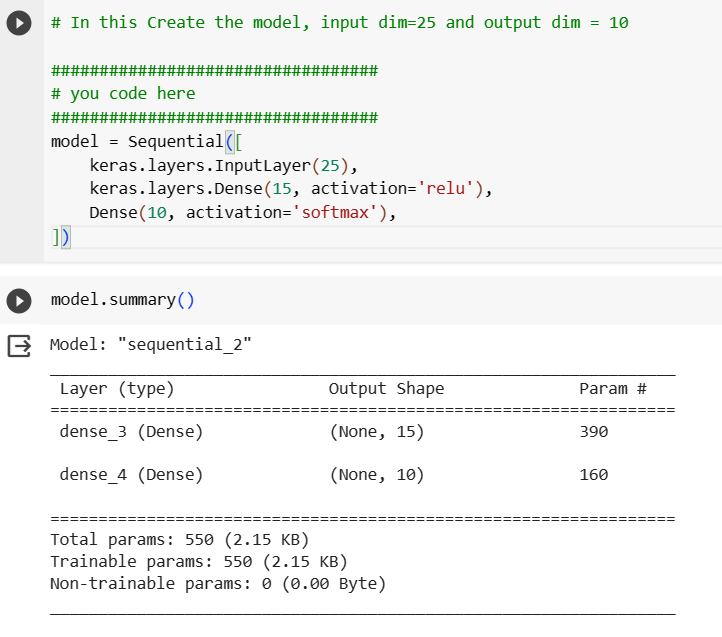 # In this Create the model, input dim=25 and output dim = 10
##################################
# you code here
##################################
model = Sequential([
    keras.layers.InputLayer(25),
    keras.layers.Dense(15, activation='relu'),
    Dense(10, activation='softmax'),
])
model.summary()
Model: "sequential_2"
_________________________________________________________________
 Layer (type)                Output Shape              Param #
=================================================================
 dense_3 (Dense)             (None, 15)                390
 dense_4 (Dense)             (None, 10)                160
=================================================================
Total params: 550 (2.15 KB)
Trainable params: 550 (2.15 KB)
Non-trainable params: 0 (0.00 Byte)
_________________________________________________________________